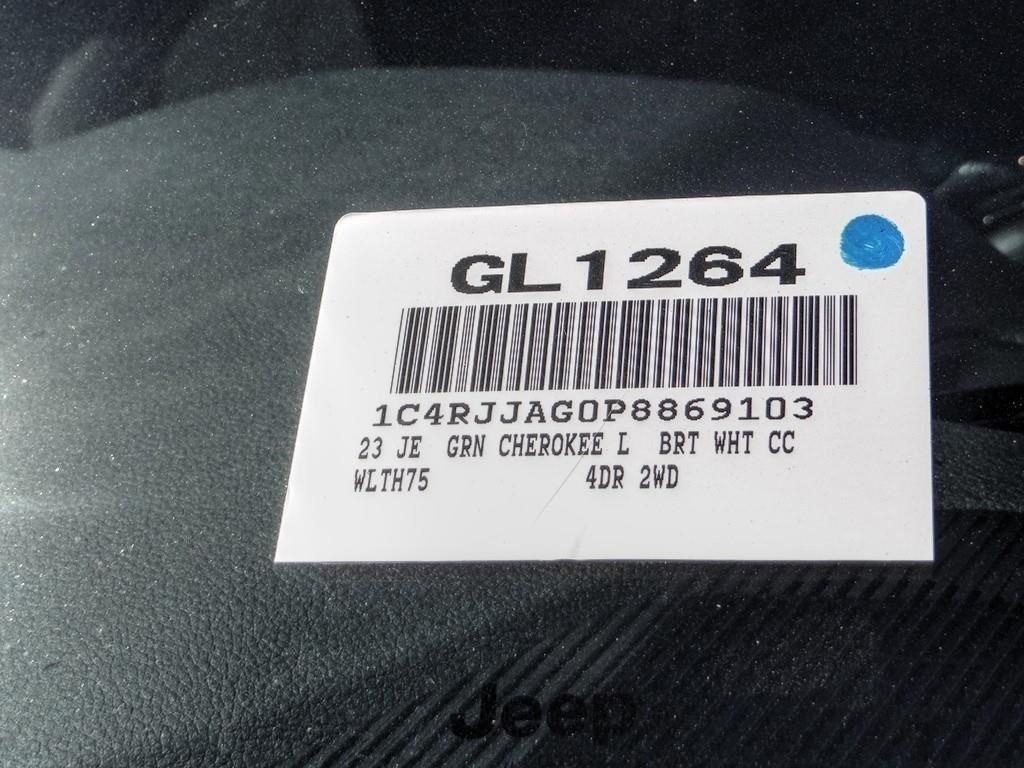 GL1264
1C4RJJAG0P8869103
23 JE GRN CHEROKEE L BRT WHT CC
WLTH75 4DR 2WD
Jeep